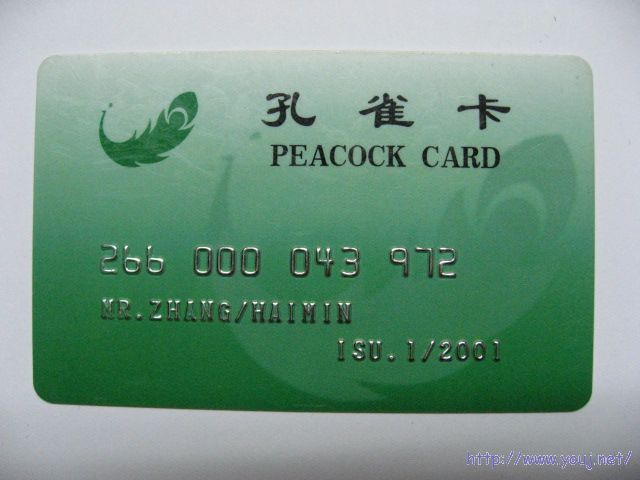 孔雀卡
PEACOCK CARD
266 000 043 972
MR.ZHANG/HAIMIN
ISU.1/2001
http://www.youj.net/